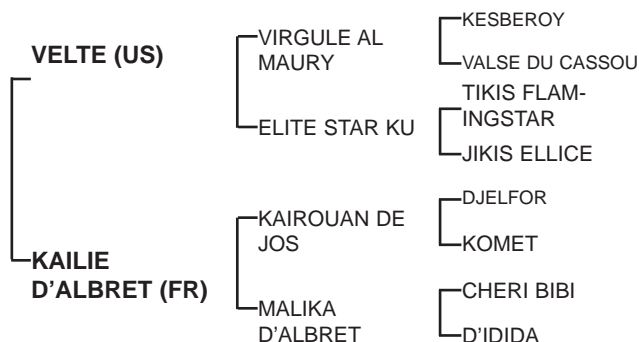 VELTE (US)
VIRGULE AL
MAURY
KESBEROY
VALSE DU CASSOU
ELITE STAR KU
TIKIS FLAM-
INGSTAR
JIKIS ELLICE
KAILIE
D'ALBRET (FR)
KAIROUAN DE
JOS
DJELFOR
KOMET
MALIKA
D'ALBRET
CHERI BIBI
D'IDIDA